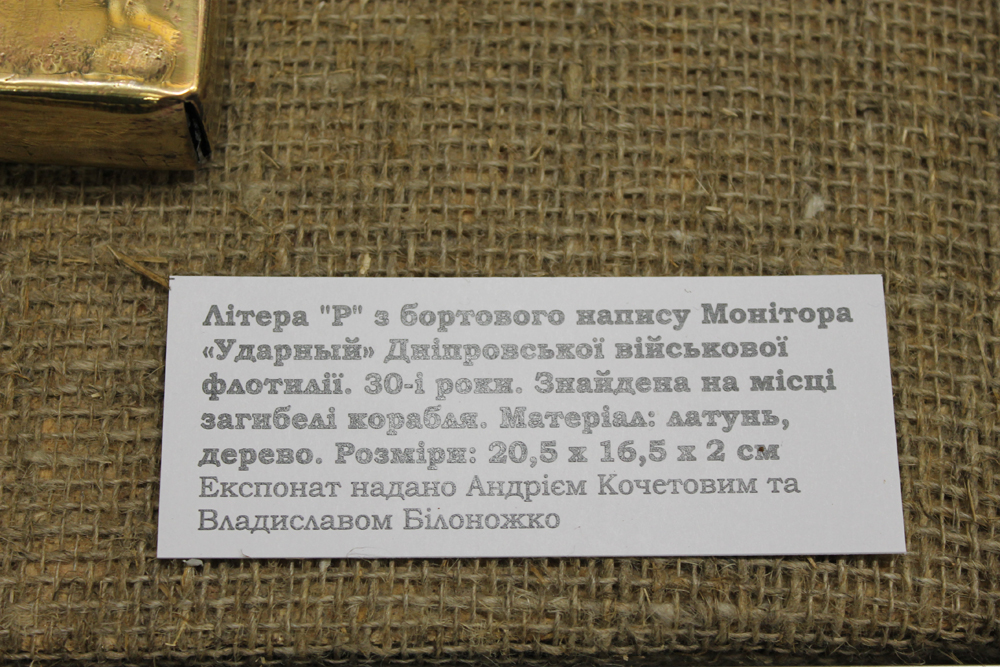 Літера "Р" з бортового напису Монітора
«Ударный» Дніпровської військової
флотилії. 30-і роки. Знайдена на місці
загибелі корабля. Матеріал: латунь,
дерево. Розміри: 20,5 х 16,5 х 2 см
Експонат надано Андрієм Кочетовим та
Владиславом Білоножко